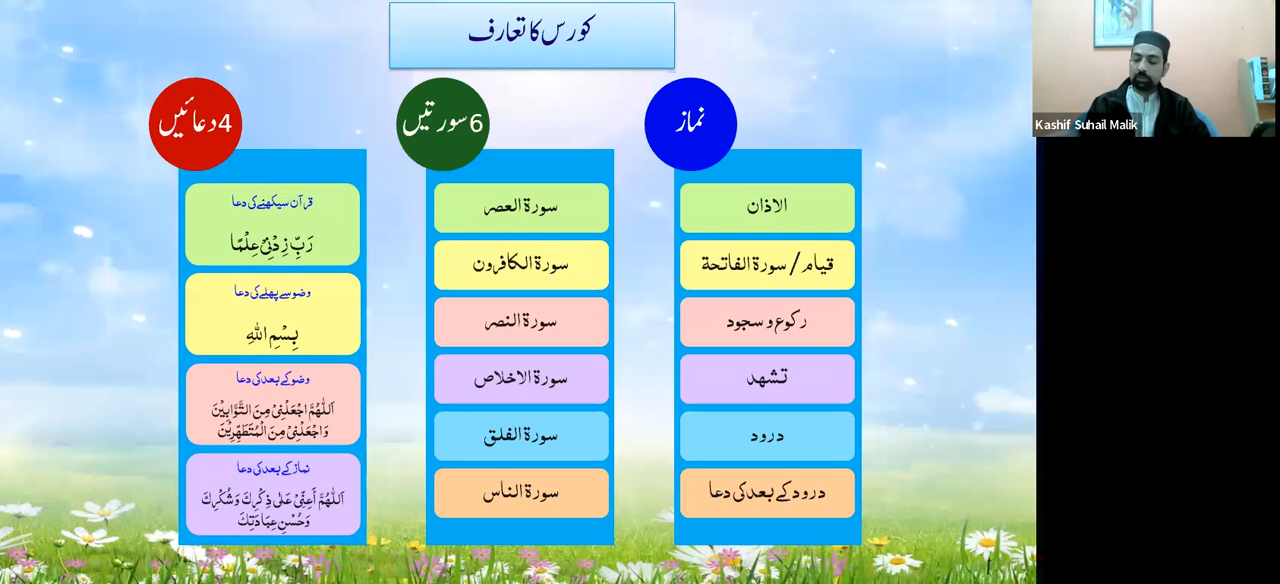 کورس کا تعارف
نماز
الاذان
قیام / سورۃ الفاتحۃ
رکوع و سجود
تشھد
درود
درود کے بعد کی دعا
6 سورتیں
سورۃ العصر
سورۃ الکافرون
سورۃ النصر
سورۃ الاخلاص
سورۃ الفلق
سورۃ الناس
4 دعائیں
قرآن سیکھنے کی دعا
رَبِّ زِدْنِیْ عِلْمًا
وضو سے پہلے کی دعا
بِسْمِ اللّٰهِ
وضو کے بعد کی دعا
اَللّٰهُمَّ اجْعَلْنِیْ مِنَ التَّوَّابِیْنَ
وَاجْعَلْنِیْ مِنَ الْمُتَطَهِّرِیْنَ
نماز کے بعد کی دعا
اَللّٰهُمَّ أَعِنِّیْ عَلٰی ذِکْرِكَ وَشُكْرِكَ
وَحُسْنِ عِبَادَتِكَ
Kashif Suhail Malik